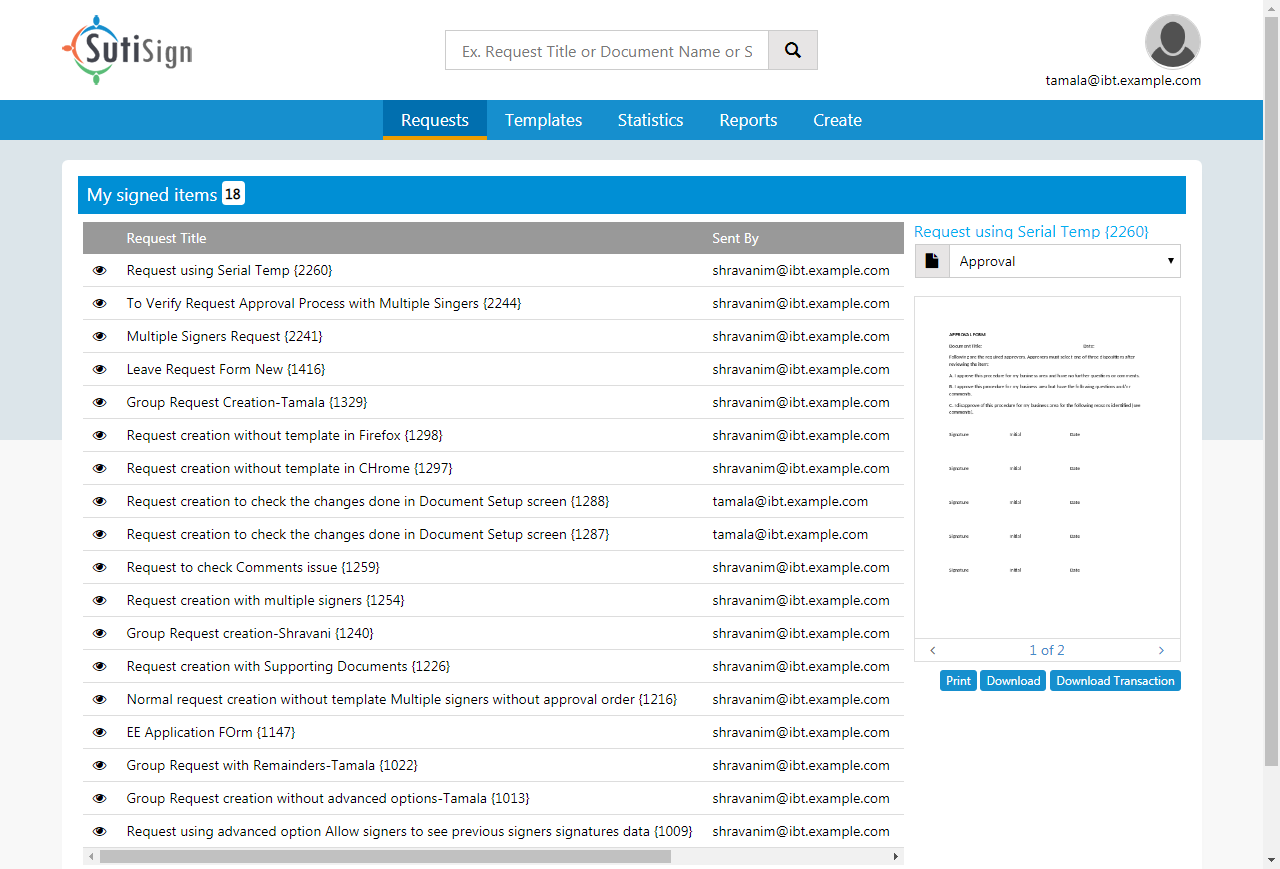 SutiSign
Ex. Request Title or Document Name or S
tamala@ibt.example.com
Requests Templates Statistics Reports Create
My signed items 18
Request Title Sent By
Request using Serial Temp {2260} shravanim@ibt.example.com
To Verify Request Approval Process with Multiple Singers {2244} shravanim@ibt.example.com
Multiple Signers Request {2241} shravanim@ibt.example.com
Leave Request Form New {1416} shravanim@ibt.example.com
Group Request Creation-Tamala {1329} shravanim@ibt.example.com
Request creation without template in Firefox {1298} shravanim@ibt.example.com
Request creation without template in CHrome {1297} shravanim@ibt.example.com
Request creation to check the changes done in Document Setup screen {1288} tamala@ibt.example.com
Request creation to check the changes done in Document Setup screen {1287} tamala@ibt.example.com
Request to check Comments issue {1259} shravanim@ibt.example.com
Request creation with multiple signers {1254} shravanim@ibt.example.com
Group Request creation-Shravani {1240} shravanim@ibt.example.com
Request creation with Supporting Documents {1226} shravanim@ibt.example.com
Normal request creation without template Multiple signers without approval order {1216} shravanim@ibt.example.com
EE Application FOrm {1147} shravanim@ibt.example.com
Group Request with Remainders-Tamala {1022} shravanim@ibt.example.com
Group Request creation without advanced options-Tamala {1013} shravanim@ibt.example.com
Request using advanced option Allow signers to see previous signers signatures data {1009} shravanim@ibt.example.com
Request using Serial Temp {2260}
Approval
APPROVAL FORM
Document Title: Date:
Following are the required approvers. Approvers must select one of three dispositions after
reviewing the item:
A. I approve this procedure for my business area and have no further questions or comments.
B. I approve this procedure for my business area but have the following questions and/or
comments.
C. I disapprove of this procedure for my business area for the following reasons identified (see
comments).
Signature Initial Date
Signature Initial Date
Signature Initial Date
Signature Initial Date
Signature Initial Date
1 of 2
Print Download Download Transaction